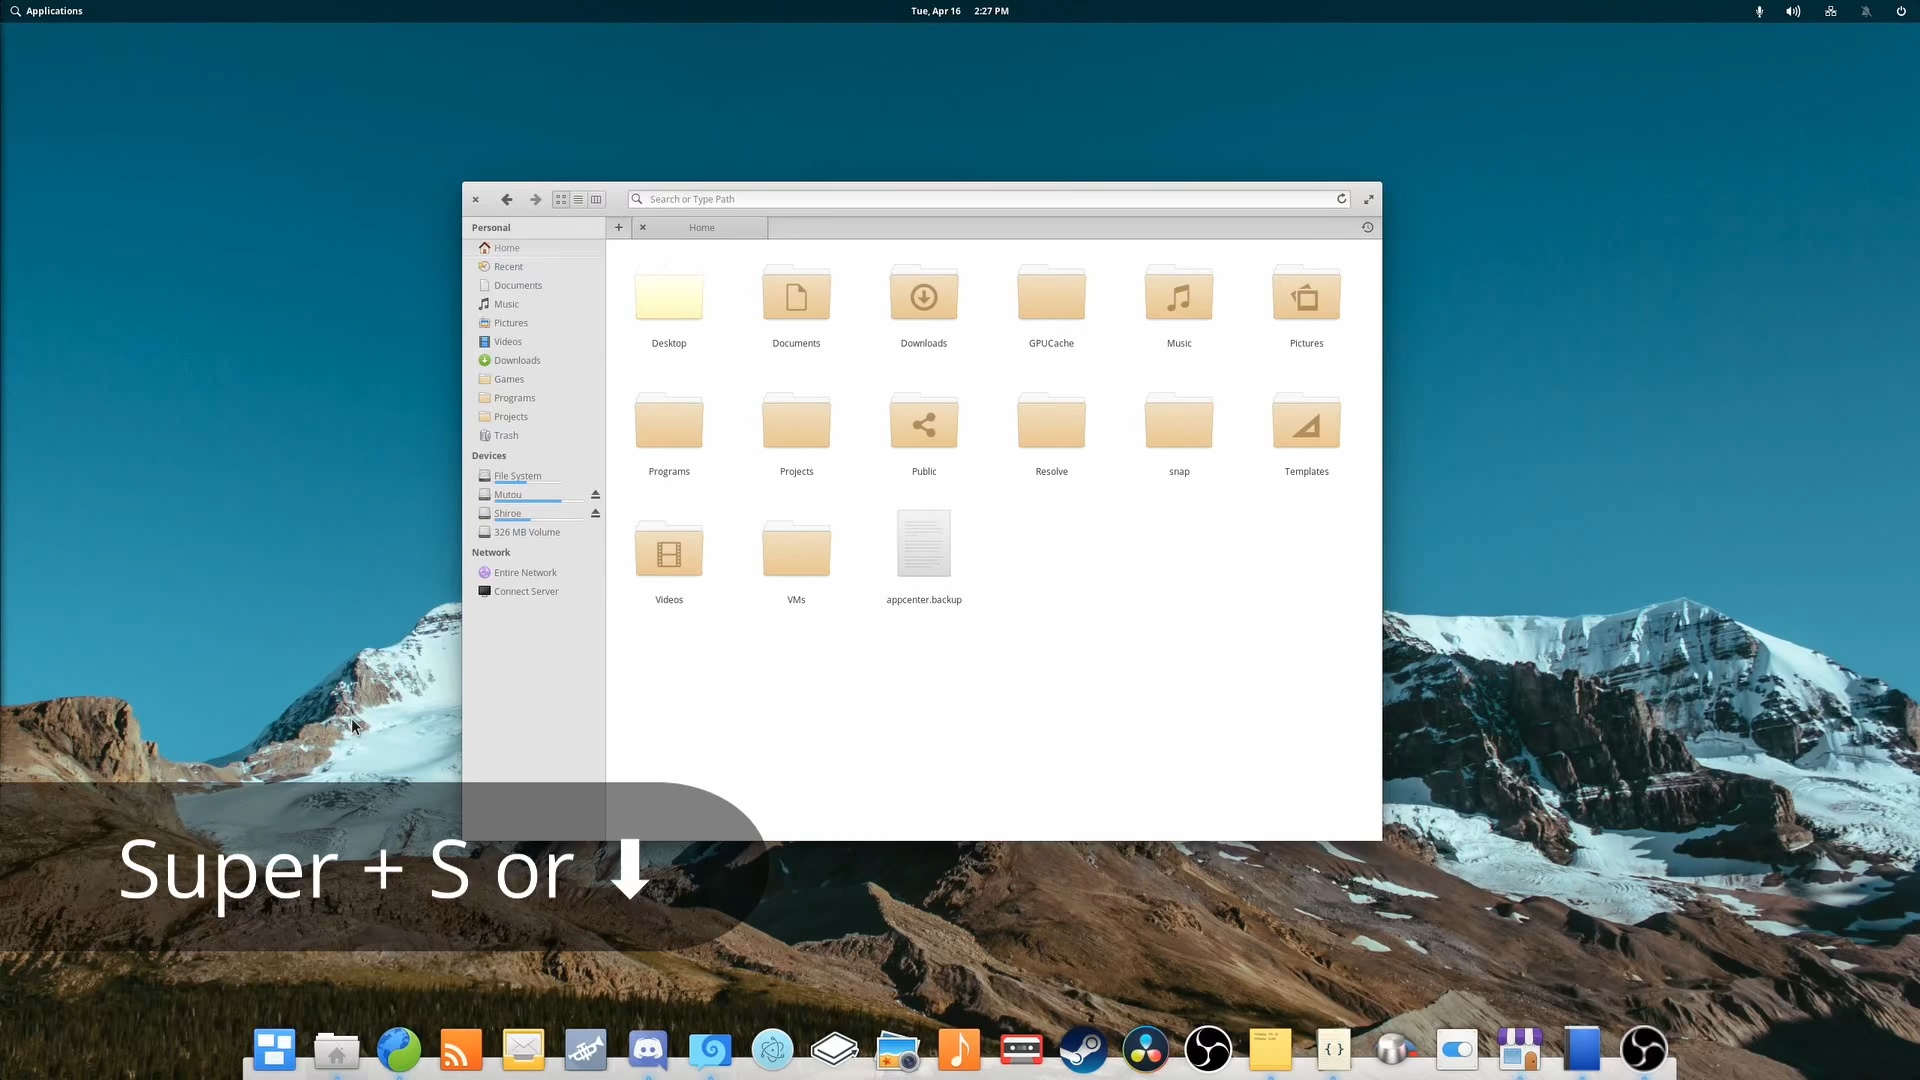 Applications
Tue, Apr 16 2:27 PM
Search or Type Path
Personal
Home
Home
Recent
Documents
Music
Pictures
Videos
Downloads
Games
Programs
Projects
Trash
Devices
File System
Mutou
Shiroe
326 MB Volume
Network
Entire Network
Connect Server
Desktop
Documents
Downloads
GPUCache
Music
Pictures
Programs
Projects
Public
Resolve
snap
Templates
Videos
VMs
appcenter.backup
Super + S or ⬇
{ }